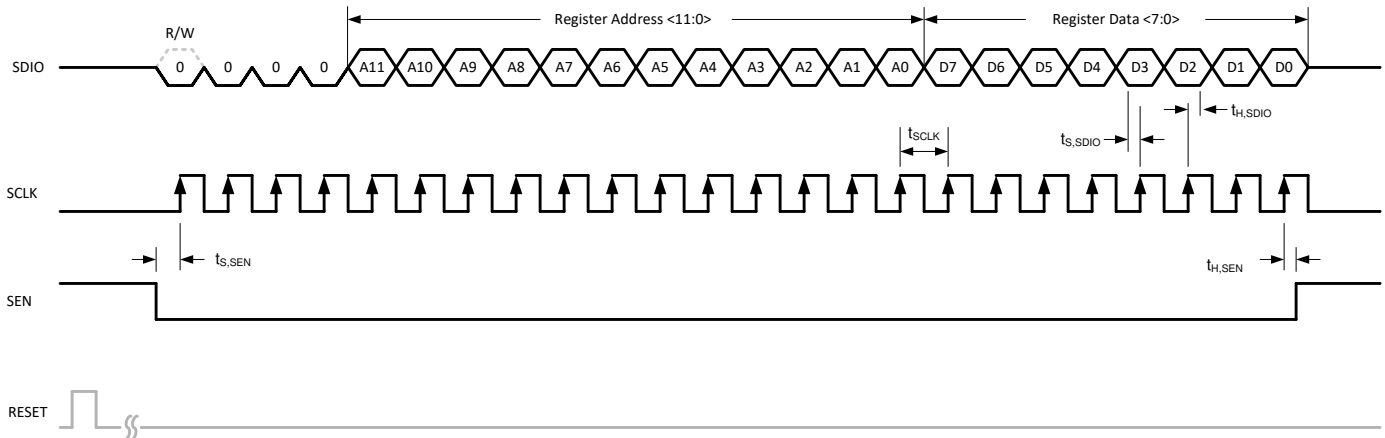 Register Address <11:0>
Register Data <7:0>
R/W
SDIO
0 0 0 0 A11 A10 A9 A8 A7 A6 A5 A4 A3 A2 A1 A0 D7 D6 D5 D4 D3 D2 D1 D0
tH,SDIO
tSCLK
tS,SDIO
SCLK
tS,SEN
tH,SEN
SEN
RESET